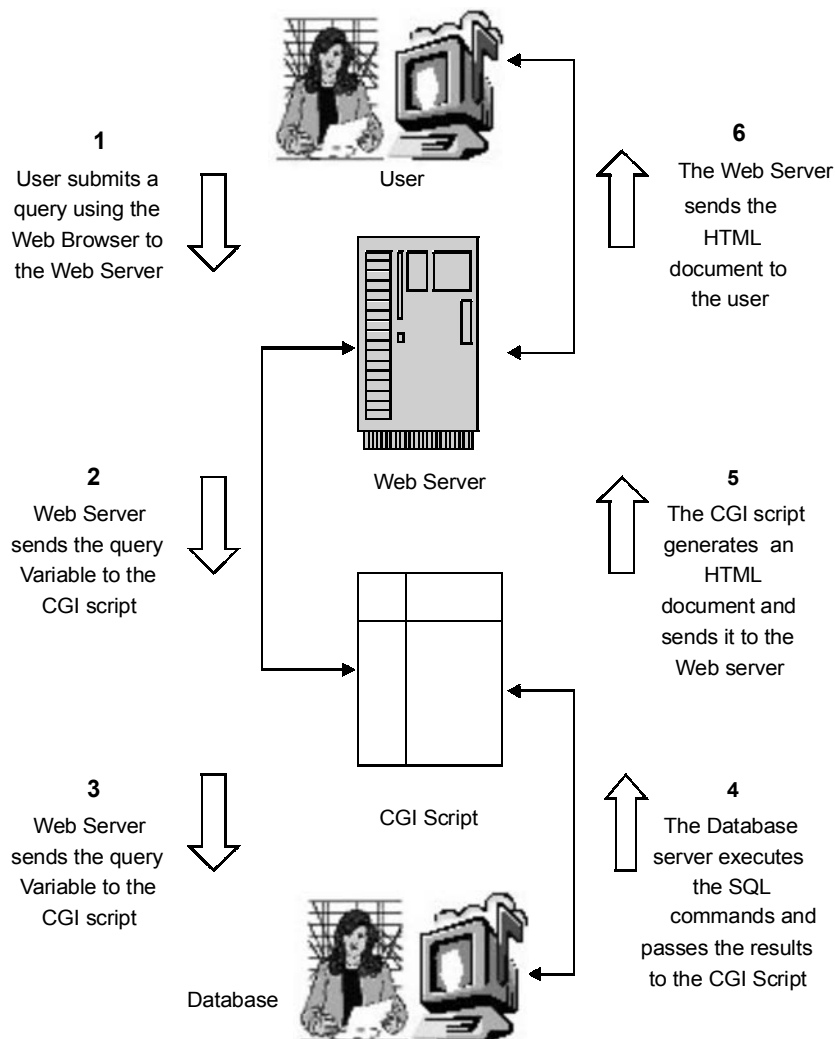 User
1
User submits a
query using the
Web Browser to
the Web Server
6
The Web Server
sends the
HTML
document to
the user
Web Server
2
Web Server
sends the query
Variable to the
CGI script
5
The CGI script
generates an
HTML
document and
sends it to the
Web server
CGI Script
3
Web Server
sends the query
Variable to the
CGI script
4
The Database
server executes
the SQL
commands and
passes the results
to the CGI Script
Database